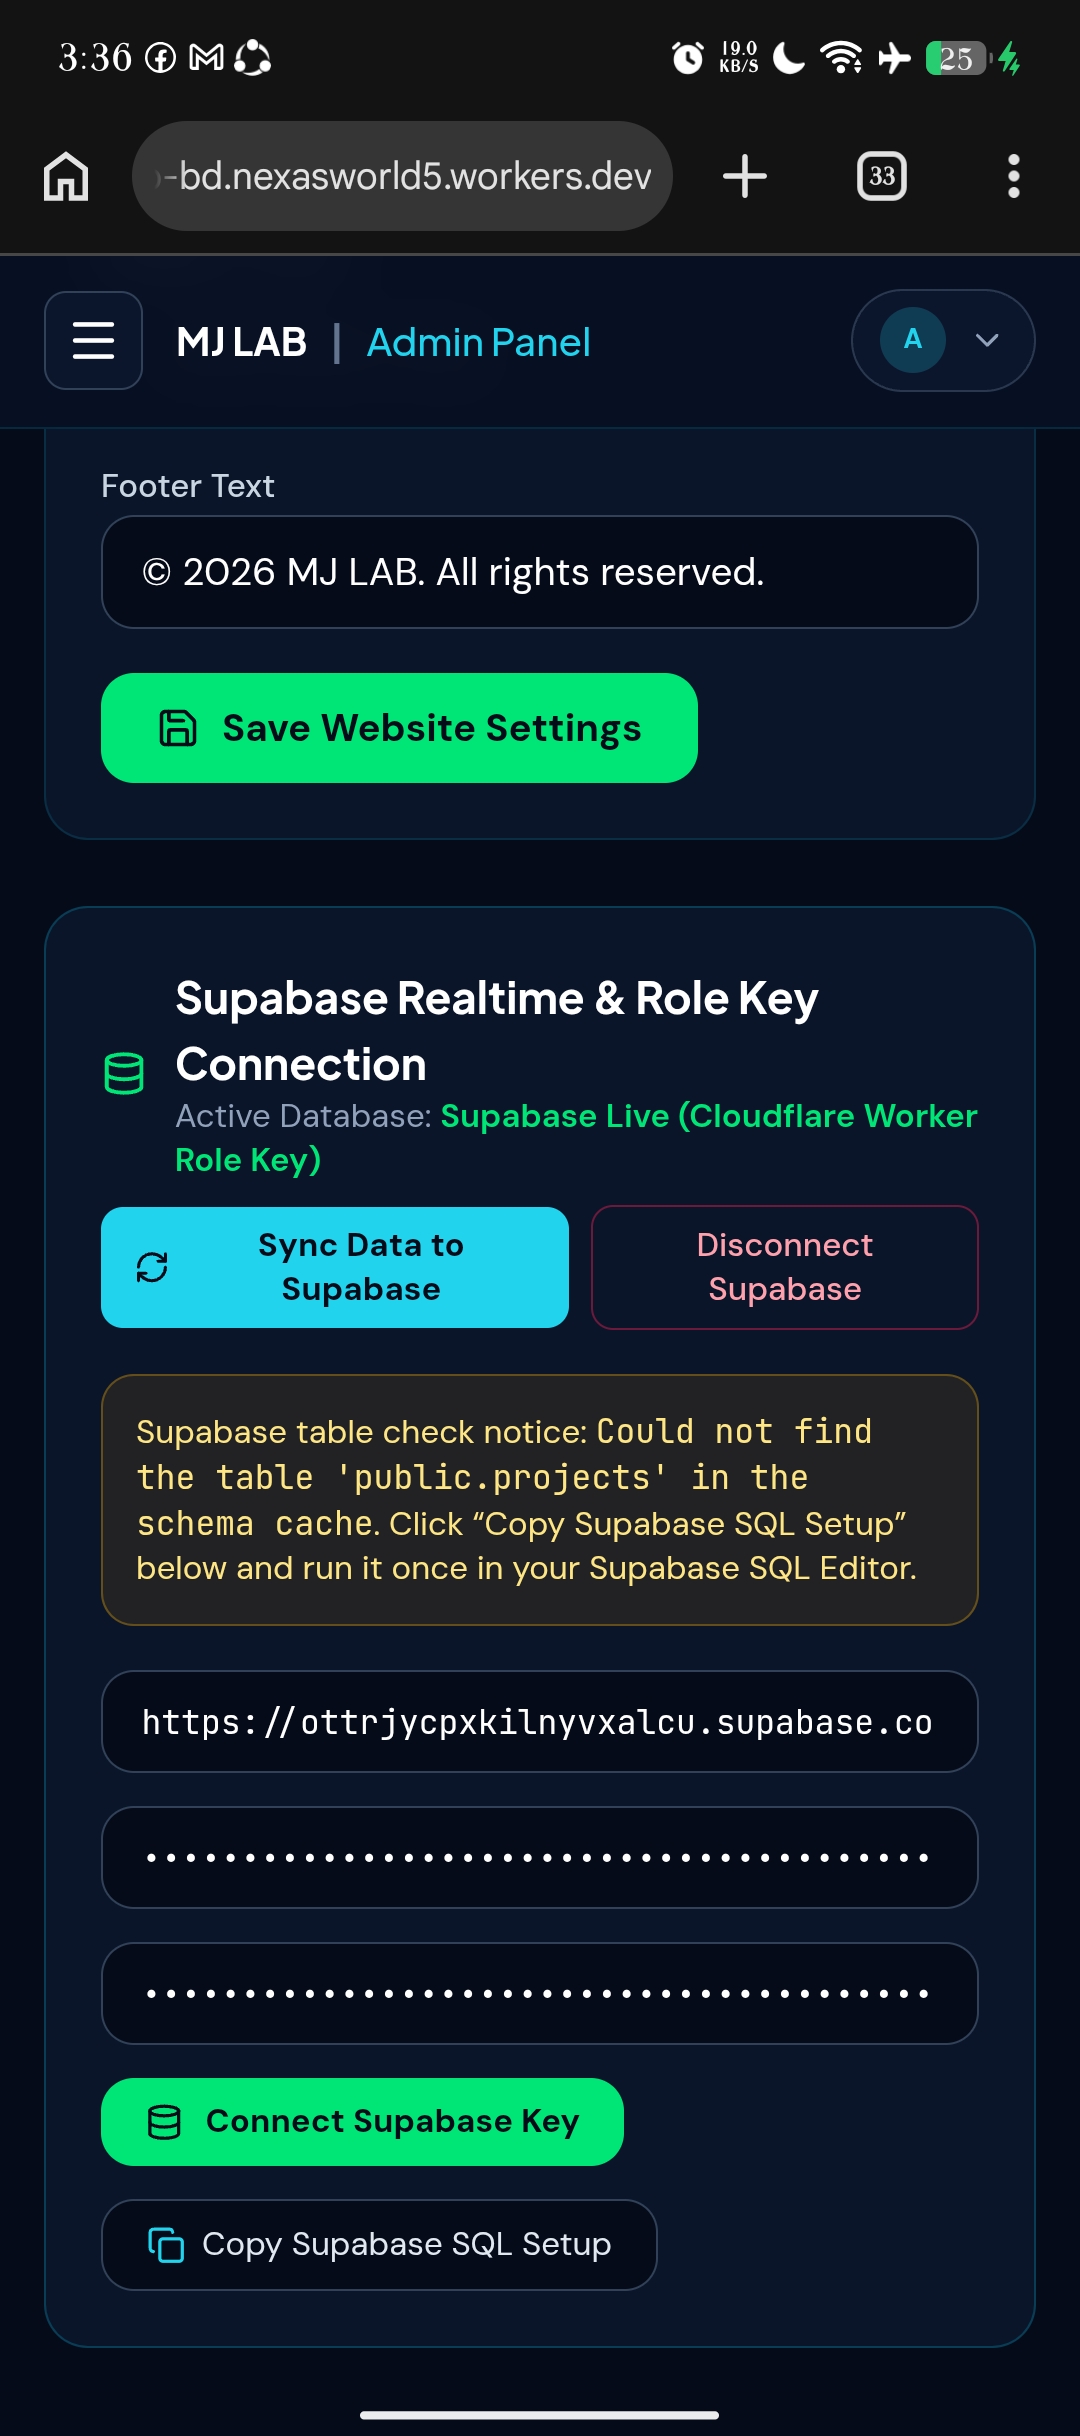 3:36
19.0
KB/S
25
-bd.nexasworld5.workers.dev
33
MJ LAB | Admin Panel
A
Footer Text
© 2026 MJ LAB. All rights reserved.
Save Website Settings
Supabase Realtime & Role Key
Connection
Active Database: Supabase Live (Cloudflare Worker
Role Key)
Sync Data to
Supabase
Disconnect
Supabase
Supabase table check notice: Could not find
the table 'public.projects' in the
schema cache. Click “Copy Supabase SQL Setup”
below and run it once in your Supabase SQL Editor.
https://ottrjycpxkilnyvxalcu.supabase.co
••••••••••••••••••••••••••••••••••••••••
••••••••••••••••••••••••••••••••••••••••
Connect Supabase Key
Copy Supabase SQL Setup